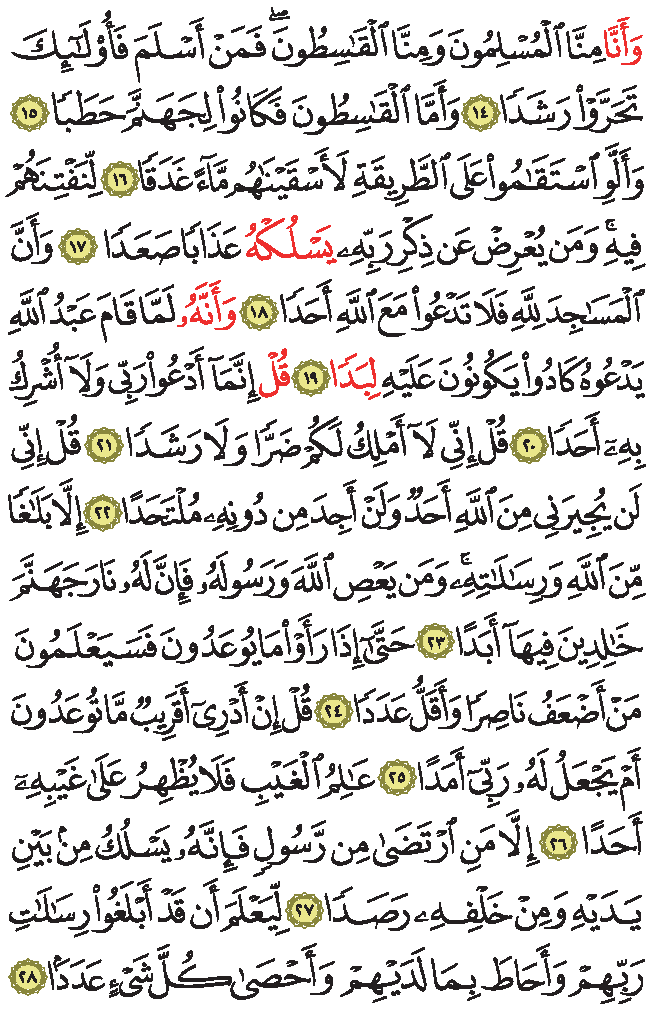 وَأَنَّا مِنَّا ٱلْمُسْلِمُونَ وَمِنَّا ٱلْقَٰسِطُونَۖ فَمَنْ أَسْلَمَ فَأُو۟لَٰٓئِكَ
تَحَرَّوْا۟ رَشَدٗا ١٤ وَأَمَّا ٱلْقَٰسِطُونَ فَكَانُوا۟ لِجَهَنَّمَ حَطَبٗا ١٥
وَأَلَّوِ ٱسْتَقَٰمُوا۟ عَلَى ٱلطَّرِيقَةِ لَأَسْقَيْنَٰهُم مَّآءً غَدَقٗا ١٦ لِّنَفْتِنَهُمْ
فِيهِۚ وَمَن يُعْرِضْ عَن ذِكْرِ رَبِّهِۦ يَسْلُكْهُ عَذَابٗا صَعَدٗا ١٧ وَأَنَّ
ٱلْمَسَٰجِدَ لِلَّهِ فَلَا تَدْعُوا۟ مَعَ ٱللَّهِ أَحَدٗا ١٨ وَأَنَّهُۥ لَمَّا قَامَ عَبْدُ ٱللَّهِ
يَدْعُوهُ كَادُوا۟ يَكُونُونَ عَلَيْهِ لِبَدٗا ١٩ قُلْ إِنَّمَآ أَدْعُوا۟ رَبِّى وَلَآ أُشْرِكُ
بِهِۦٓ أَحَدٗا ٢٠ قُلْ إِنِّى لَآ أَمْلِكُ لَكُمْ ضَرّٗا وَلَا رَشَدٗا ٢١ قُلْ إِنِّى
لَن يُجِيرَنِى مِنَ ٱللَّهِ أَحَدٞ وَلَنْ أَجِدَ مِن دُونِهِۦ مُلْتَحَدًا ٢٢ إِلَّا بَلَٰغٗا
مِّنَ ٱللَّهِ وَرِسَٰلَٰتِهِۦۚ وَمَن يَعْصِ ٱللَّهَ وَرَسُولَهُۥ فَإِنَّ لَهُۥ نَارَ جَهَنَّمَ
خَٰلِدِينَ فِيهَآ أَبَدًا ٢٣ حَتَّىٰٓ إِذَا رَأَوْا۟ مَا يُوعَدُونَ فَسَيَعْلَمُونَ
مَنْ أَضْعَفُ نَاصِرٗا وَأَقَلُّ عَدَدٗا ٢٤ قُلْ إِنْ أَدْرِىٓ أَقَرِيبٞ مَّا تُوعَدُونَ
أَمْ يَجْعَلُ لَهُۥ رَبِّىٓ أَمَدًا ٢٥ عَٰلِمُ ٱلْغَيْبِ فَلَا يُظْهِرُ عَلَىٰ غَيْبِهِۦٓ
أَحَدًا ٢٦ إِلَّا مَنِ ٱرْتَضَىٰ مِن رَّسُولٖ فَإِنَّهُۥ يَسْلُكُ مِنۢ بَيْنِ
يَدَيْهِ وَمِنْ خَلْفِهِۦ رَصَدٗا ٢٧ لِّيَعْلَمَ أَن قَدْ أَبْلَغُوا۟ رِسَٰلَٰتِ
رَبِّهِمْ وَأَحَاطَ بِمَا لَدَيْهِمْ وَأَحْصَىٰ كُلَّ شَىْءٍ عَدَدَۢا ٢٨